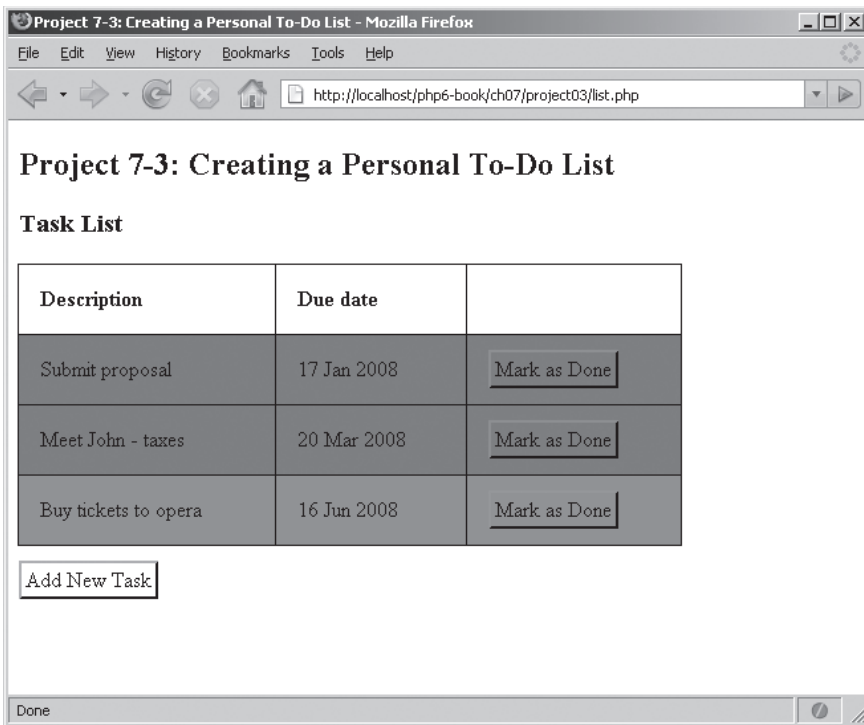 Project 7-3: Creating a Personal To-Do List - Mozilla Firefox
File Edit View History Bookmarks Tools Help
http://localhost/php6-book/ch07/project03/list.php
Project 7-3: Creating a Personal To-Do List
Task List
Description Due date
Submit proposal 17 Jan 2008 Mark as Done
Meet John - taxes 20 Mar 2008 Mark as Done
Buy tickets to opera 16 Jun 2008 Mark as Done
Add New Task
Done